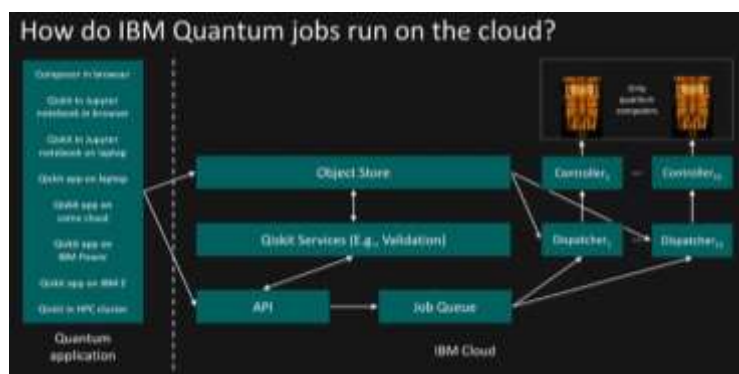 How do IBM Quantum jobs run on the cloud?
Composer in browser
Qiskit in Jupyter
notebook in browser
Qiskit in Jupyter
notebook on laptop
Qiskit app on laptop
Qiskit app on
some cloud
Qiskit app on
IBM Power
Qiskit app on IBM Z
Qiskit in HPC cluster
Quantum
application
Object Store
Qiskit Services (E.g., Validation)
API
Job Queue
IBM Cloud
quantum
computers
Controller
...
Controller
Dispatcher
...
Dispatcher